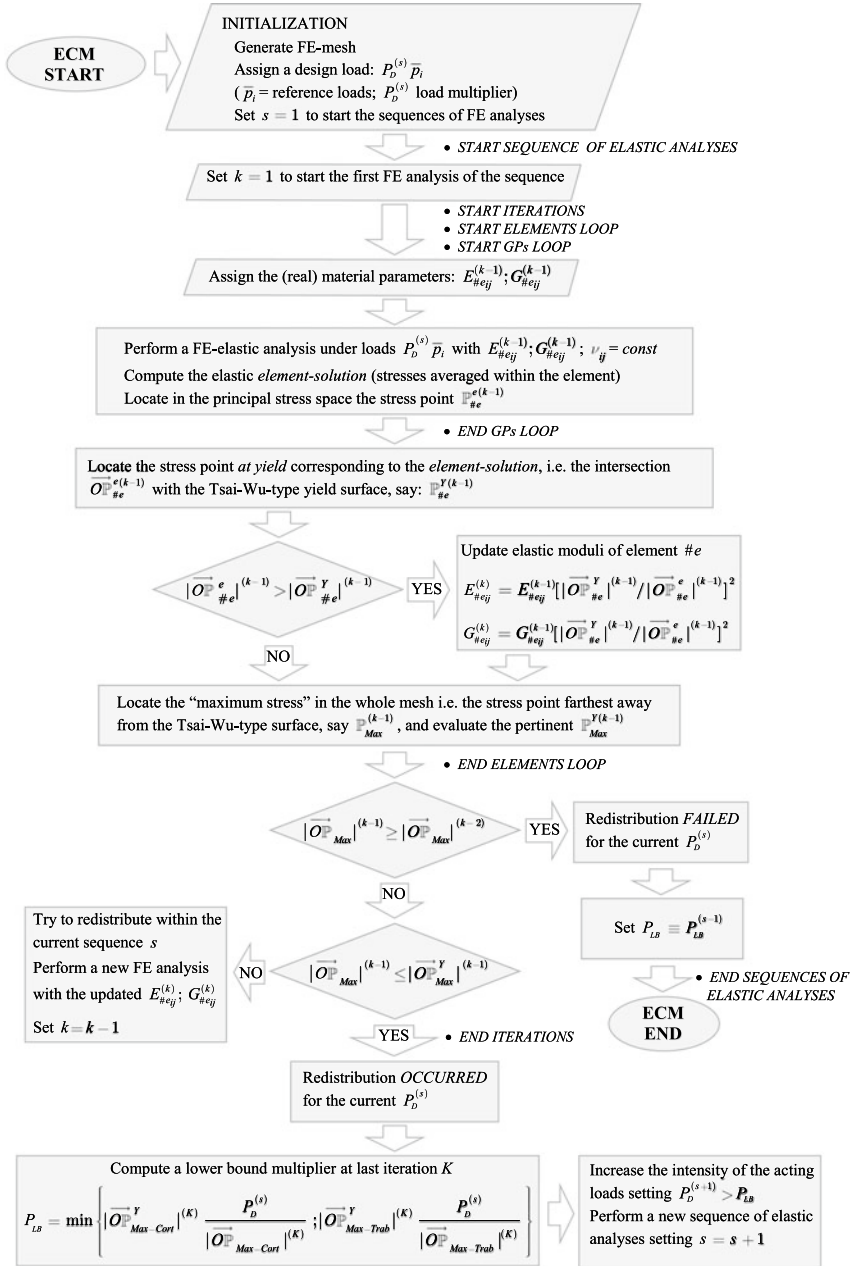 ECM
START
INITIALIZATION
Generate FE-mesh
Assign a design load: P_D^(s) p̅_i
( p̅_i = reference loads; P_D^(s) load multiplier)
Set s = 1 to start the sequences of FE analyses
• START SEQUENCE OF ELASTIC ANALYSES
Set k = 1 to start the first FE analysis of the sequence
• START ITERATIONS
• START ELEMENTS LOOP
• START GPs LOOP
Assign the (real) material parameters: E_#eij^(k−1); G_#eij^(k−1)
Perform a FE-elastic analysis under loads P_D^(s) p̅_i with E_#eij^(k−1); G_#eij^(k−1); ν_ij = const
Compute the elastic element-solution (stresses averaged within the element)
Locate in the principal stress space the stress point ℙ_#e^e(k−1)
• END GPs LOOP
Locate the stress point at yield corresponding to the element-solution, i.e. the intersection
→Oℙ_#e^e(k−1) with the Tsai-Wu-type yield surface, say: ℙ_#e^Y(k−1)
|→Oℙ_#e^e|^(k−1) > |→Oℙ_#e^Y|^(k−1)
YES
Update elastic moduli of element #e
E_#eij^(k) = E_#eij^(k−1)[|→Oℙ_#e^Y|^(k−1)/|→Oℙ_#e^e|^(k−1)]^2
G_#eij^(k) = G_#eij^(k−1)[|→Oℙ_#e^Y|^(k−1)/|→Oℙ_#e^e|^(k−1)]^2
NO
Locate the “maximum stress” in the whole mesh i.e. the stress point farthest away
from the Tsai-Wu-type surface, say ℙ_Max^(k−1), and evaluate the pertinent ℙ_Max^Y(k−1)
• END ELEMENTS LOOP
|→Oℙ_Max|^(k−1) ≥ |→Oℙ_Max|^(k−2)
YES
Redistribution FAILED
for the current P_D^(s)
NO
Set P_LB ≡ P_LB^(s−1)
• END SEQUENCES OF
ELASTIC ANALYSES
ECM
END
|→Oℙ_Max|^(k−1) ≤ |→Oℙ_Max^Y|^(k−1)
NO
Try to redistribute within the
current sequence s
Perform a new FE analysis
with the updated E_#eij^(k); G_#eij^(k)
Set k = k − 1
YES
• END ITERATIONS
Redistribution OCCURRED
for the current P_D^(s)
Compute a lower bound multiplier at last iteration K
P_LB = min{|→Oℙ_Max−Cort^Y|^(K) P_D^(s)/|→Oℙ_Max−Cort|^(K) ; |→Oℙ_Max−Trab^Y|^(K) P_D^(s)/|→Oℙ_Max−Trab|^(K)}
Increase the intensity of the acting
loads setting P_D^(s+1) > P_LB
Perform a new sequence of elastic
analyses setting s = s + 1